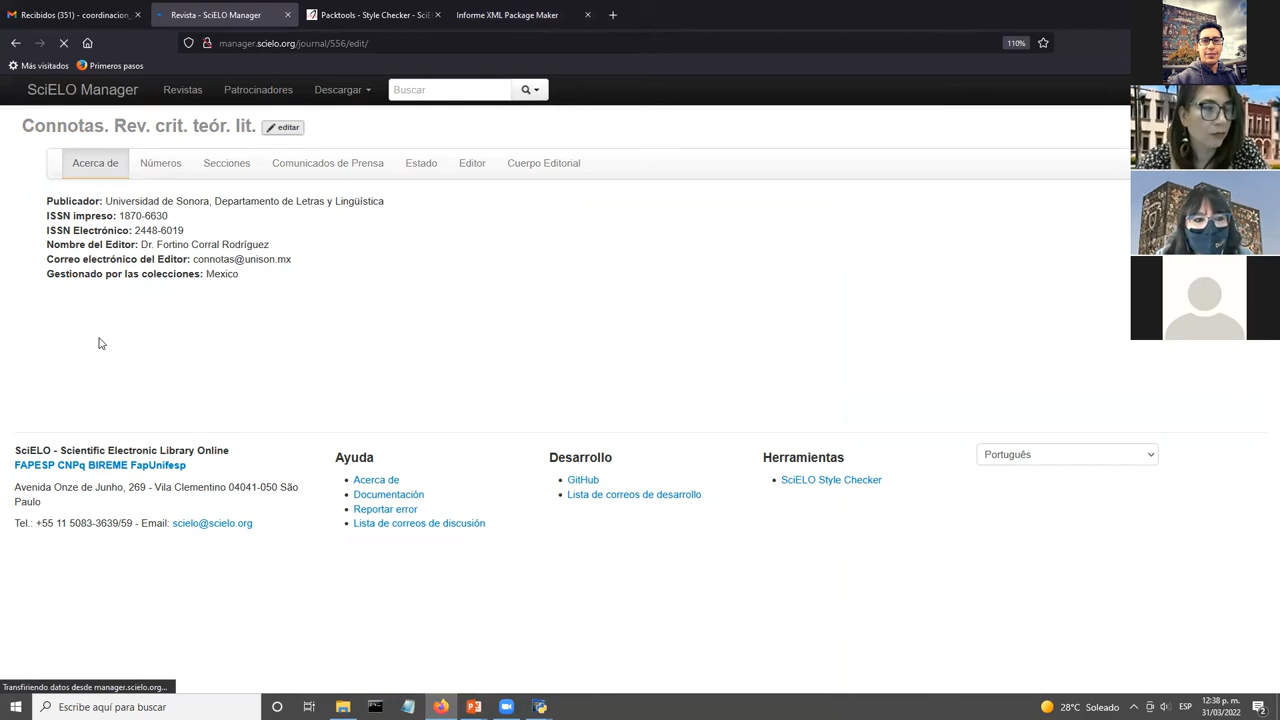 Recibidos (351) - coordinacion_
Revista - SciELO Manager
Packtools - Style Checker - SciE
Informe XML Package Maker
manager.scielo.org/journal/556/edit/
110%
Más visitados
Primeros pasos
SciELO Manager
Revistas
Patrocinadores
Descargar
Buscar
Connotas. Rev. crit. teór. lit.
editar
Acerca de
Números
Secciones
Comunicados de Prensa
Estado
Editor
Cuerpo Editorial
Publicador: Universidad de Sonora, Departamento de Letras y Lingüística
ISSN impreso: 1870-6630
ISSN Electrónico: 2448-6019
Nombre del Editor: Dr. Fortino Corral Rodríguez
Correo electrónico del Editor: connotas@unison.mx
Gestionado por las colecciones: Mexico
SciELO - Scientific Electronic Library Online
FAPESP CNPq BIREME FapUnifesp
Avenida Onze de Junho, 269 - Vila Clementino 04041-050 São
Paulo
Tel.: +55 11 5083-3639/59 - Email: scielo@scielo.org
Ayuda
Acerca de
Documentación
Reportar error
Lista de correos de discusión
Desarrollo
GitHub
Lista de correos de desarrollo
Herramientas
SciELO Style Checker
Português
Transfiriendo datos desde manager.scielo.org...
Escribe aquí para buscar
28°C Soleado
ESP
12:38 p. m.
31/03/2022
2